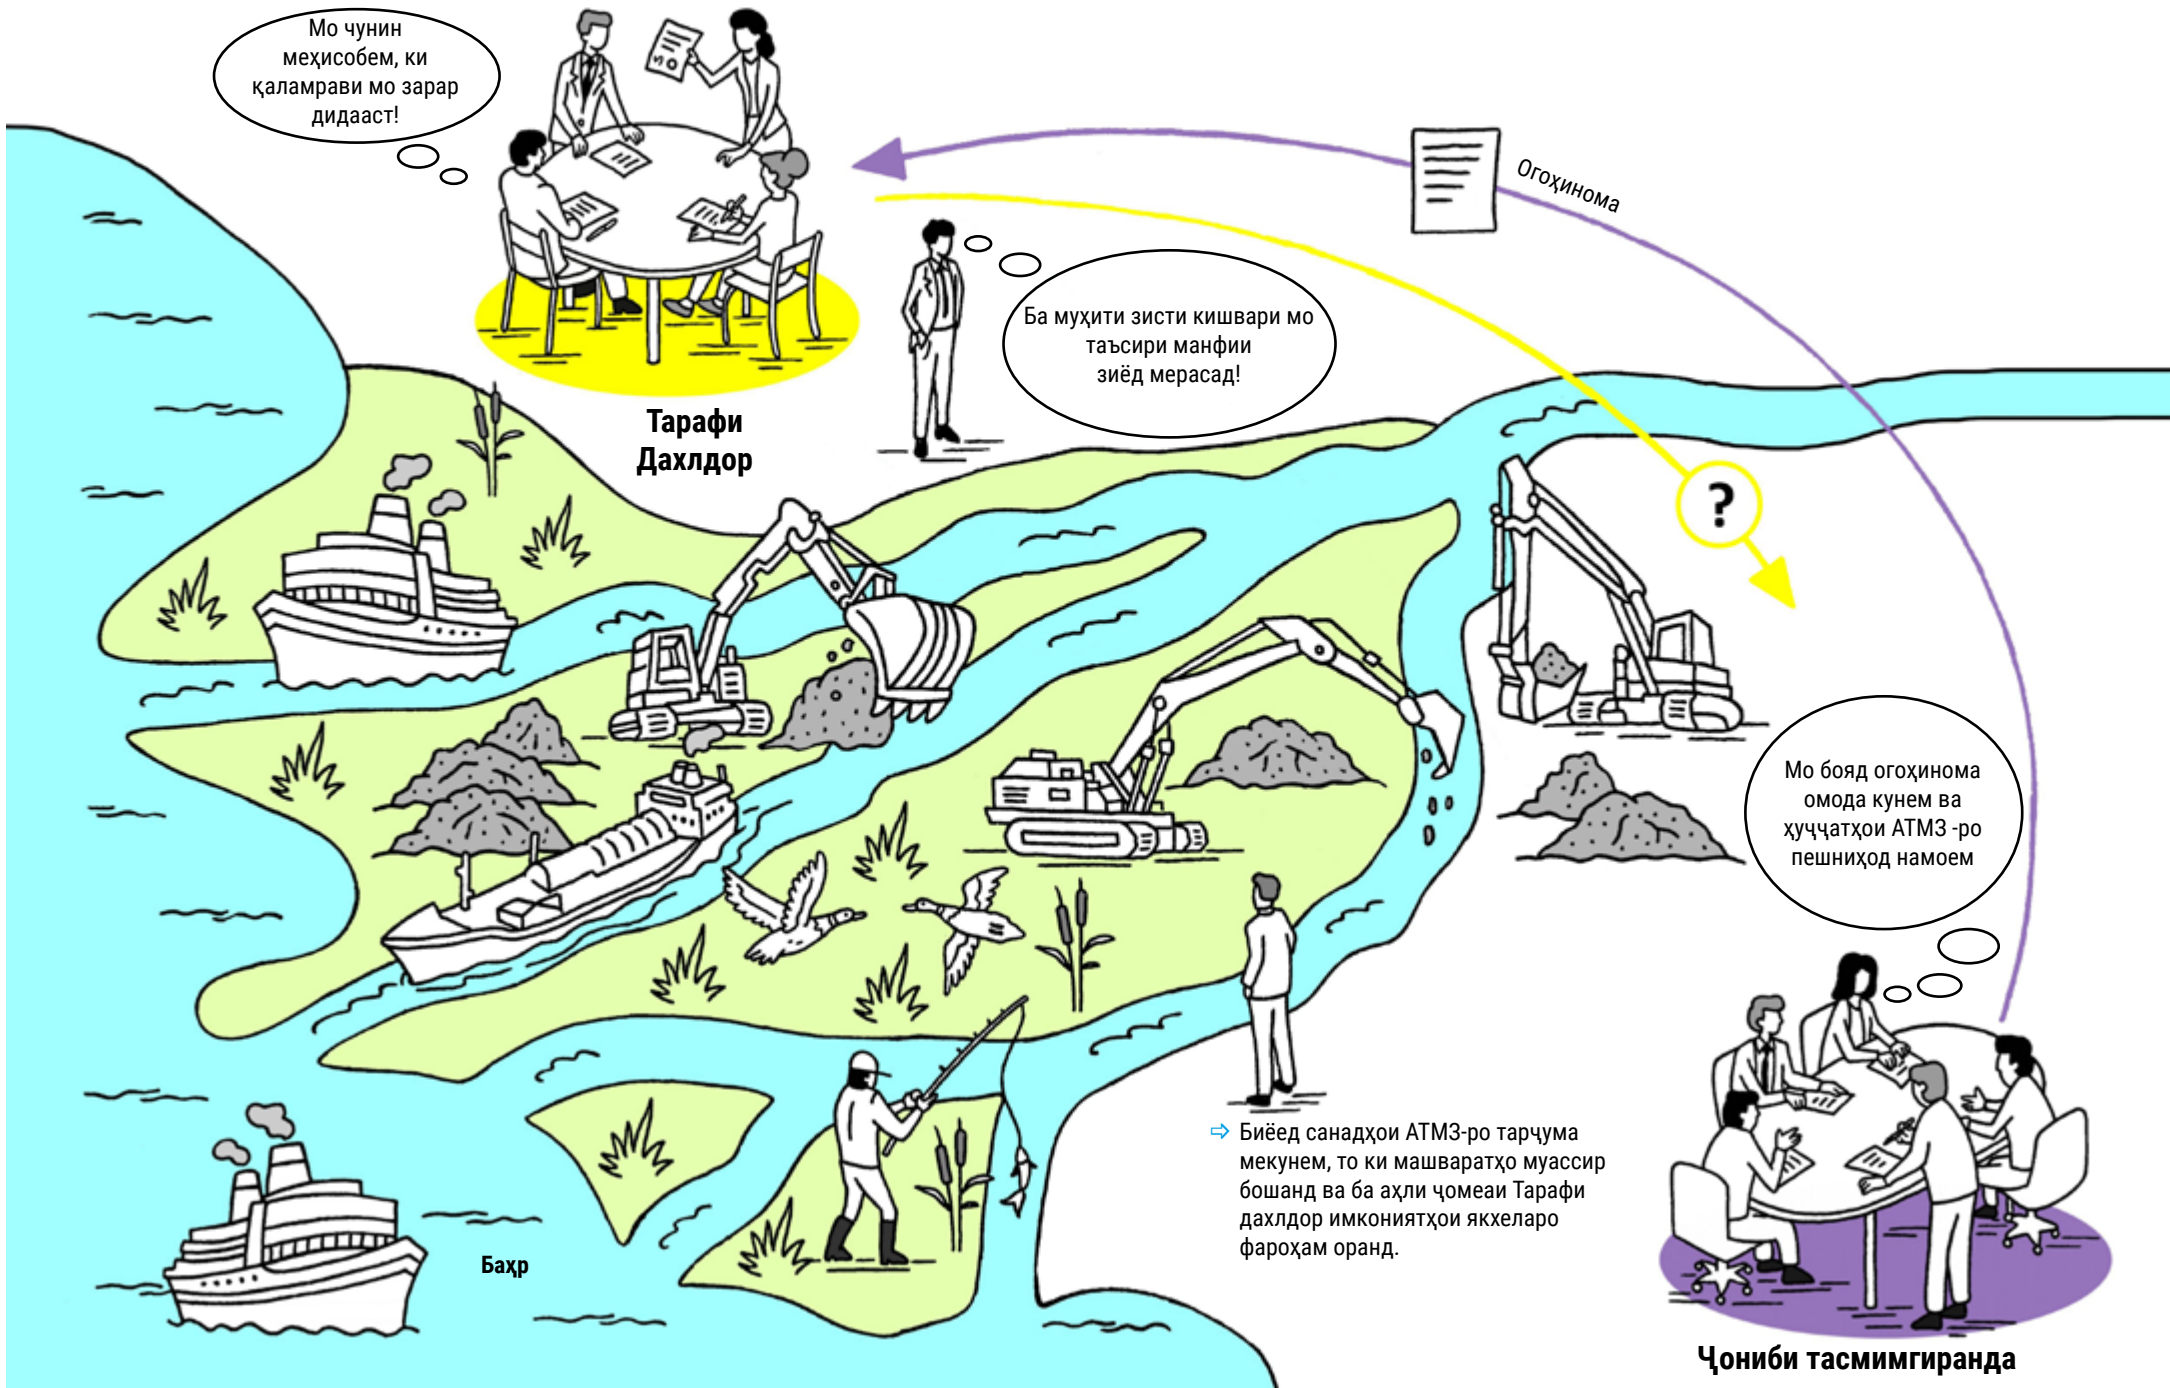 Мо чунин
меҳисобем, ки
қаламрави мо зарар
дидааст!
Огоҳинома
Ба муҳити зисти кишвари мо
таъсири манфии
зиёд мерасад!
Тарафи
Дахлдор
?
Мо бояд огоҳинома
омода кунем ва
ҳуҷҷатҳои АТМЗ -ро
пешниҳод намоем
⇨ Биёед санадҳои АТМЗ-ро тарҷума
мекунем, то ки машваратҳо муассир
бошанд ва ба аҳли ҷомеаи Тарафи
дахлдор имкониятҳои якхеларо
фароҳам оранд.
Баҳр
Ҷониби тасмимгиранда